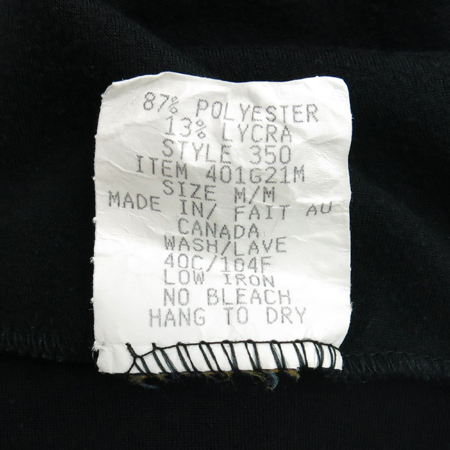 87% POLYESTER
13% LYCRA
STYLE 350
ITEM 401G21M
SIZE M/M
MADE IN/ FAIT AU
CANADA
WASH/LAVE
40C/104F
LOW IRON
NO BLEACH
HANG TO DRY